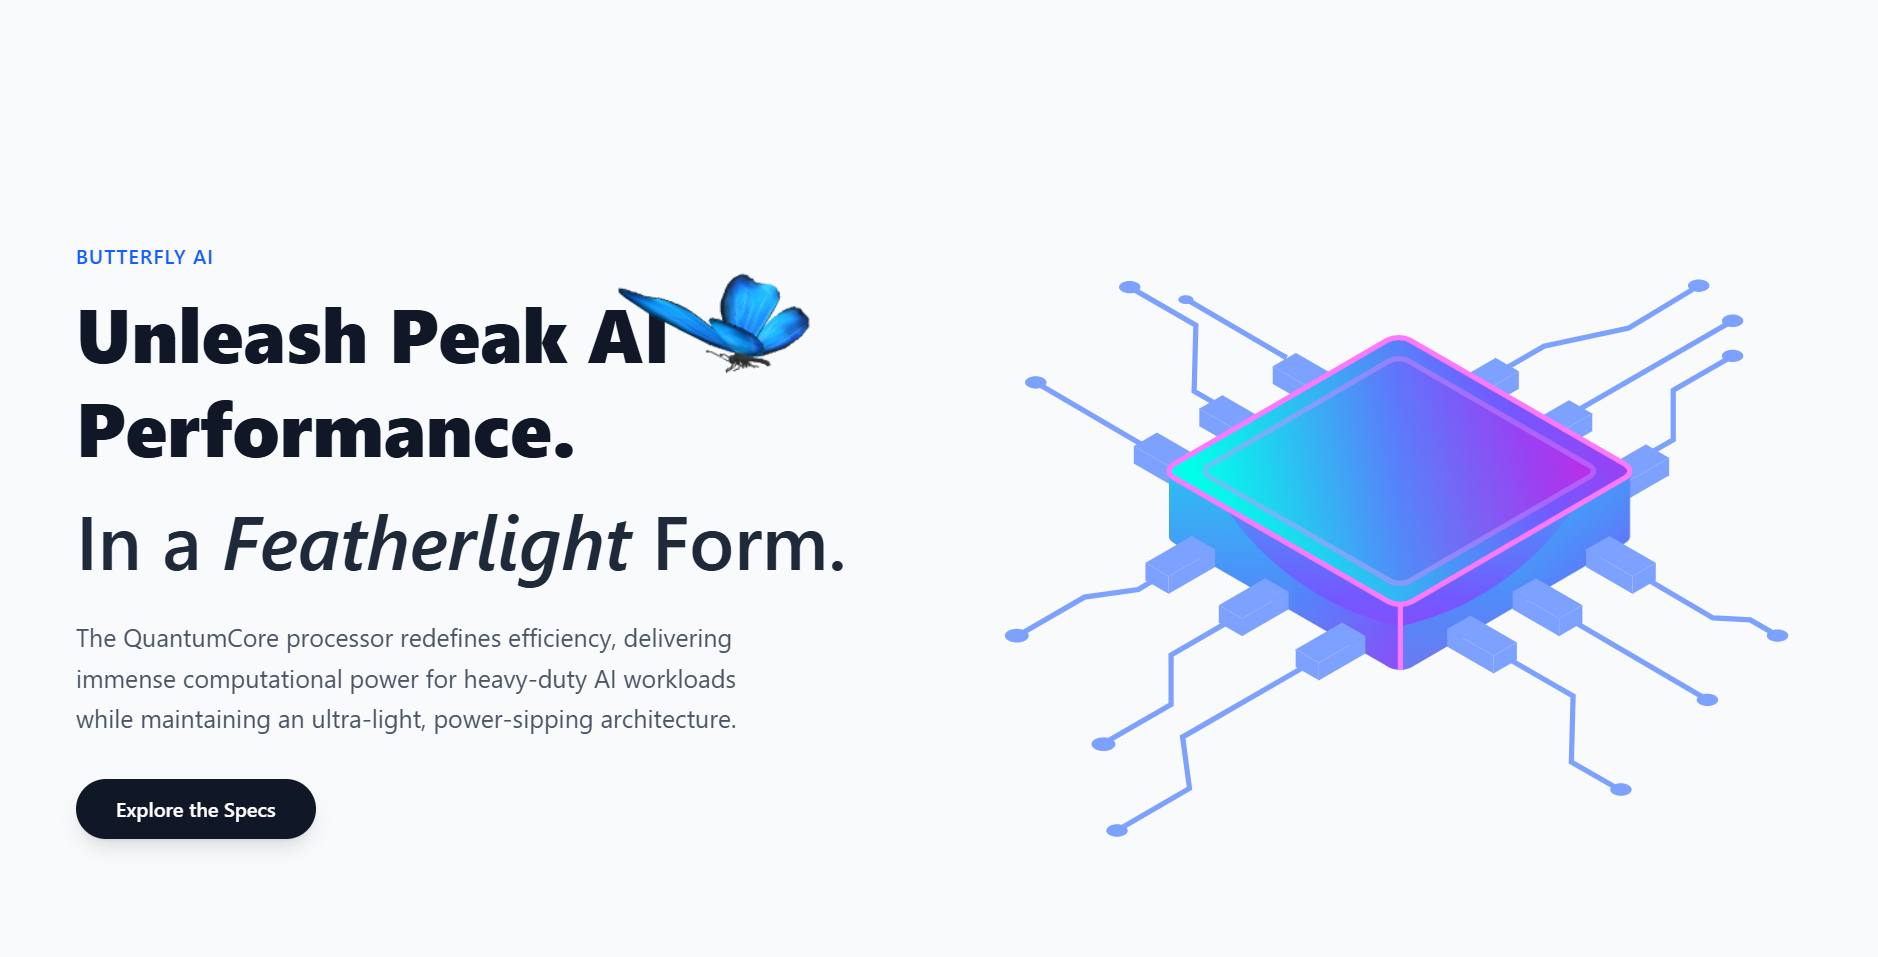 BUTTERFLY AI
Unleash Peak AI
Performance.
In a Featherlight Form.
The QuantumCore processor redefines efficiency, delivering
immense computational power for heavy-duty AI workloads
while maintaining an ultra-light, power-sipping architecture.
Explore the Specs